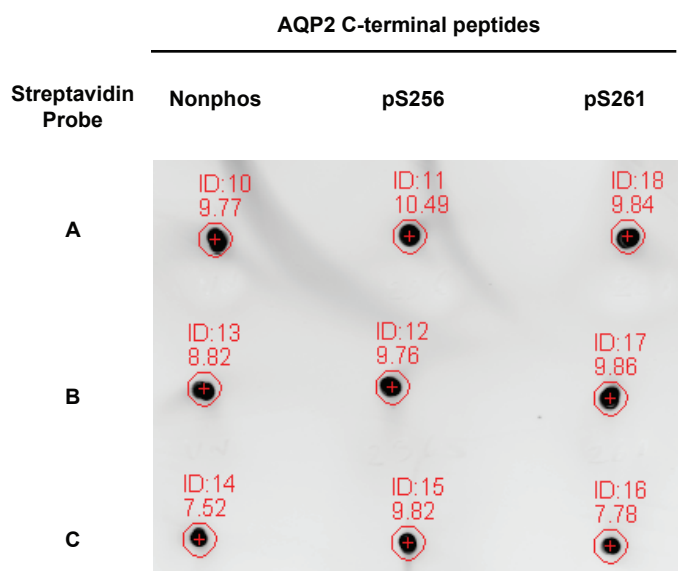 AQP2 C-terminal peptides
Streptavidin
Probe
Nonphos
pS256
pS261
A
ID:10
9.77
ID:11
10.49
ID:18
9.84
B
ID:13
8.82
ID:12
9.76
ID:17
9.86
C
ID:14
7.52
ID:15
9.82
ID:16
7.78